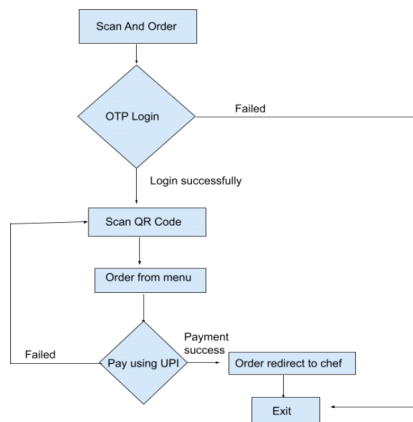 Scan And Order
OTP Login
Failed
Login successfully
Scan QR Code
Order from menu
Pay using UPI
Failed
Payment
success
Order redirect to chef
Exit